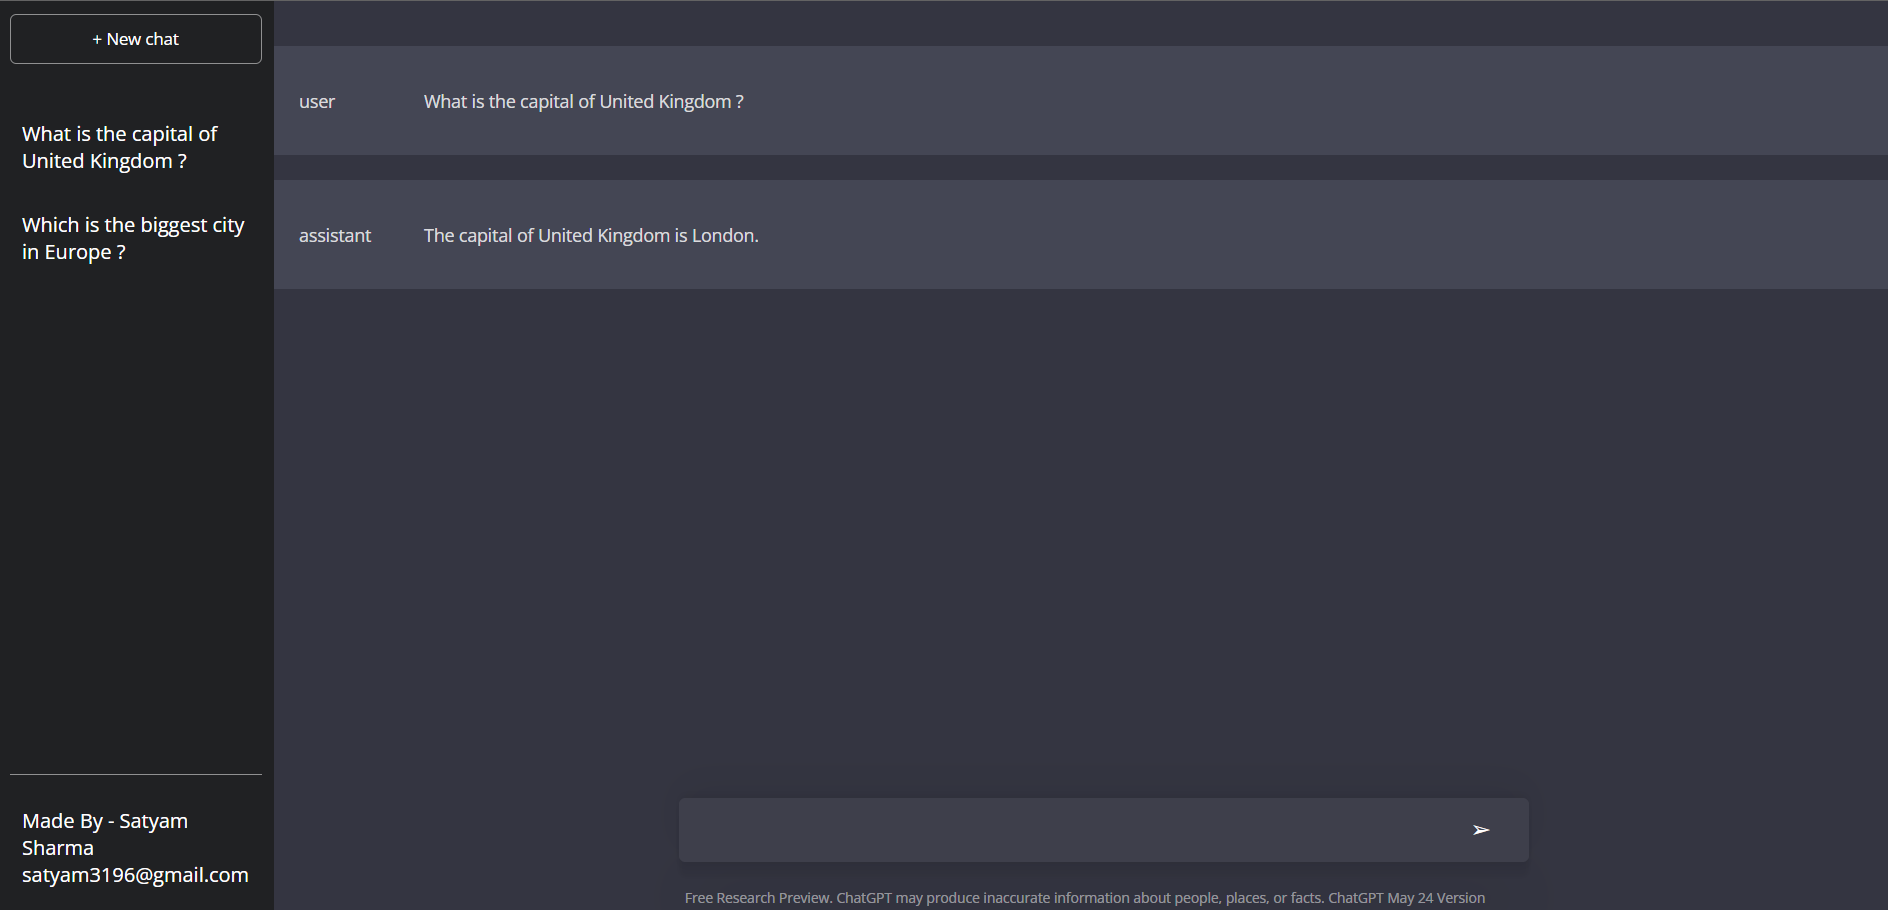 + New chat
What is the capital of
United Kingdom ?
Which is the biggest city
in Europe ?
Made By - Satyam
Sharma
satyam3196@gmail.com
user What is the capital of United Kingdom ?
assistant The capital of United Kingdom is London.
➢
Free Research Preview. ChatGPT may produce inaccurate information about people, places, or facts. ChatGPT May 24 Version